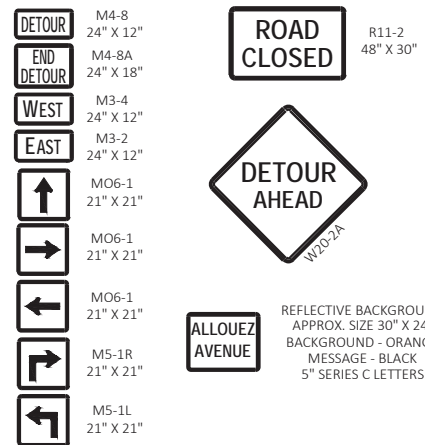 DETOUR
M4-8
24" X 12"
END
DETOUR
M4-8A
24" X 18"
WEST
M3-4
24" X 12"
EAST
M3-2
24" X 12"
MO6-1
21" X 21"
MO6-1
21" X 21"
MO6-1
21" X 21"
M5-1R
21" X 21"
M5-1L
21" X 21"
ROAD
CLOSED
R11-2
48" X 30"
DETOUR
AHEAD
W20-2A
ALLOUEZ
AVENUE
REFLECTIVE
APPROX. SIZE 30" X
BACKGROUND -
MESSAGE - BLACK
5" SERIES C LETTERS